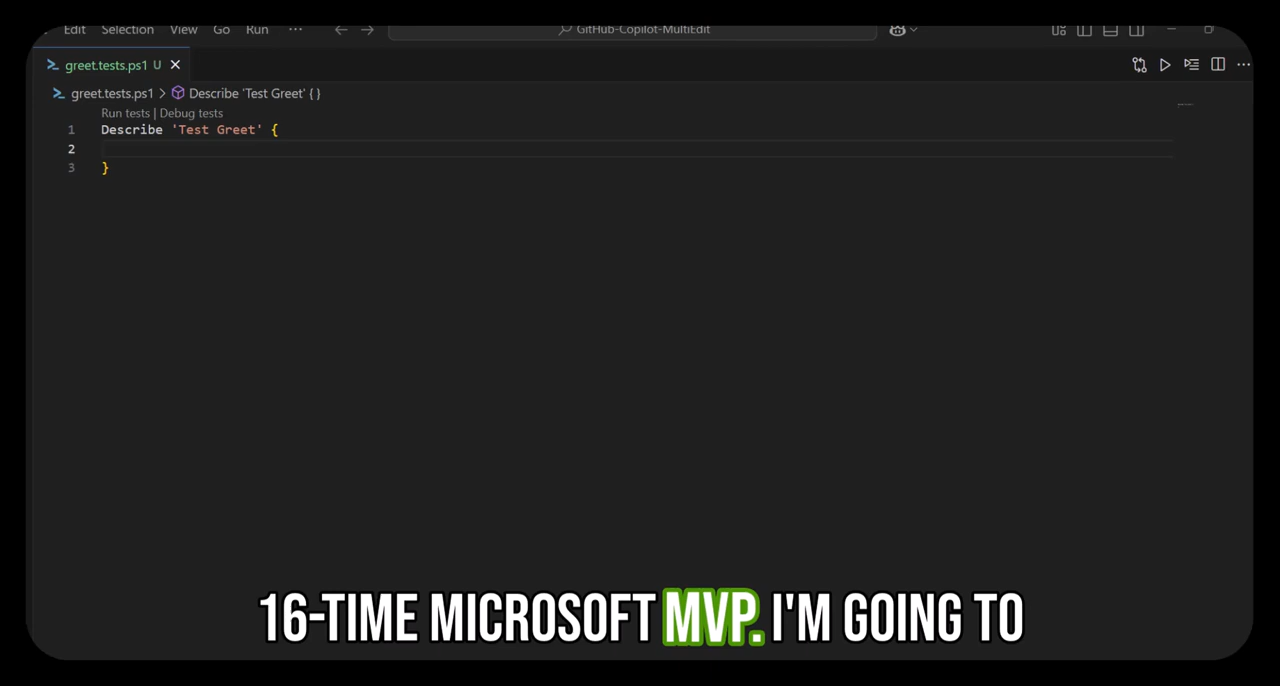 Edit Selection View Go Run ··· GitHub-Copilot-MultiEdit
greet.tests.ps1 U
greet.tests.ps1 > Describe 'Test Greet' { }
Run tests | Debug tests
1 Describe 'Test Greet' {
2
3 }
16-TIME MICROSOFT MVP. I'M GOING TO